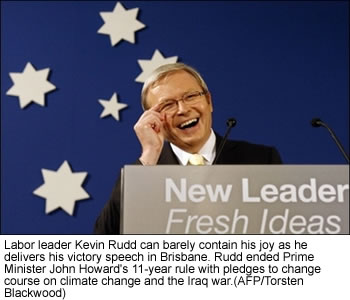 New Leader
Fresh Ideas
Labor leader Kevin Rudd can barely contain his joy as he
delivers his victory speech in Brisbane. Rudd ended Prime
Minister John Howard's 11-year rule with pledges to change
course on climate change and the Iraq war.(AFP/Torsten
Blackwood)